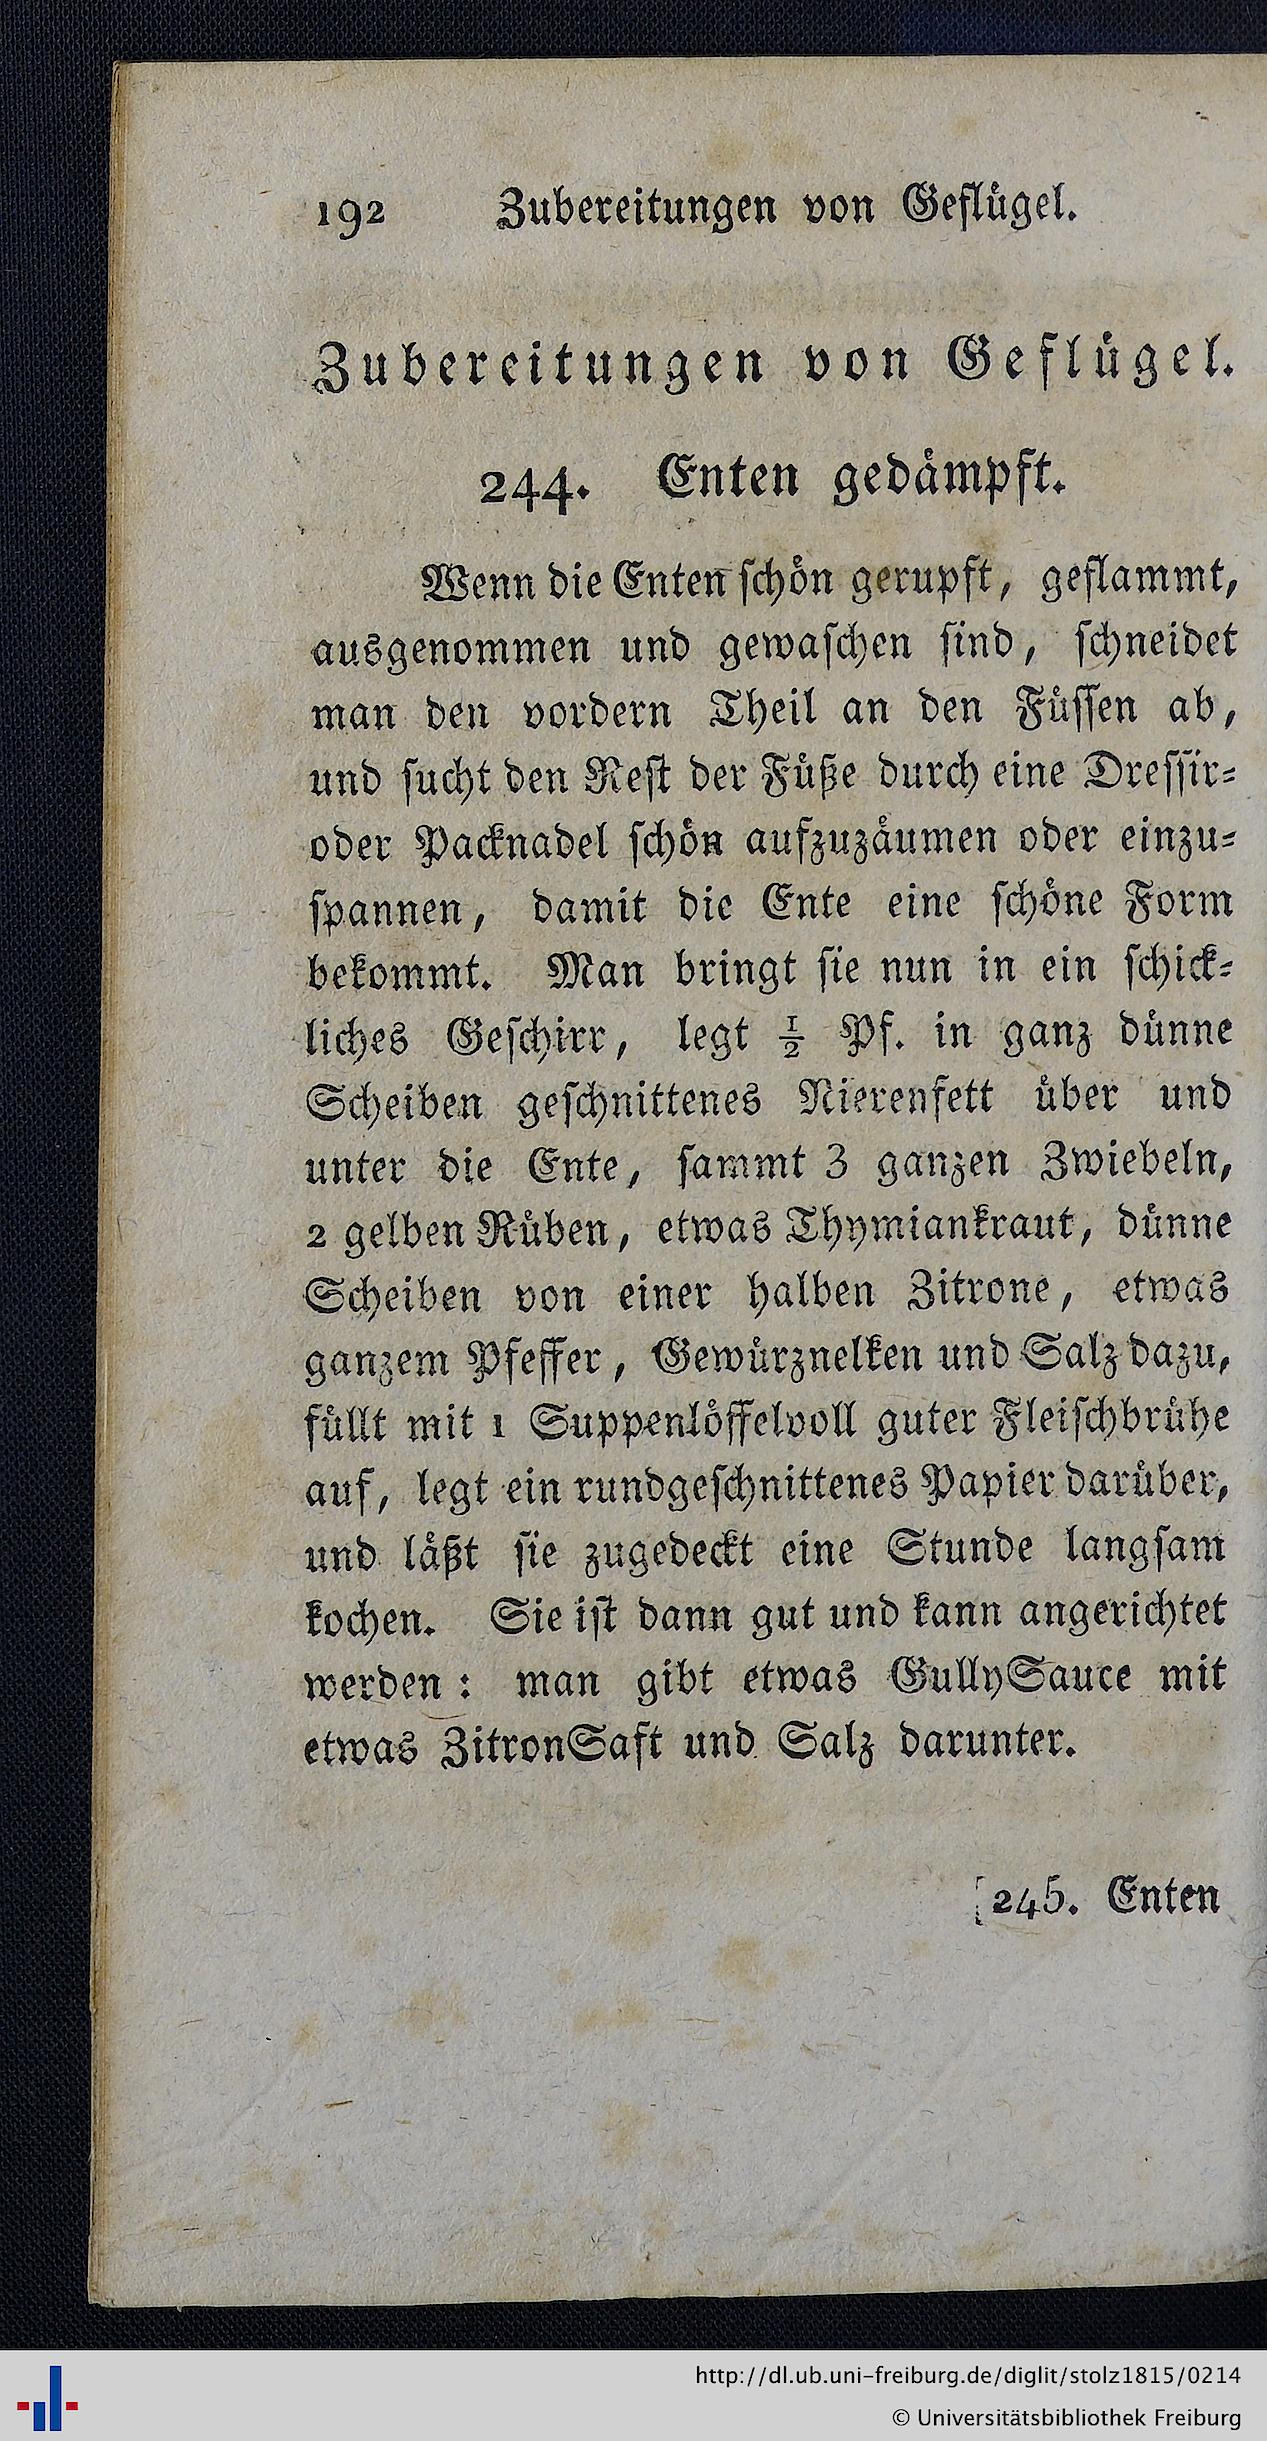 192 Zubereitungen von Geflügel.
Zubereitungen von Geflügel.
244. Enten gedämpft.
Wenn die Enten schön gerupft, geflammt,
ausgenommen und gewaschen sind, schneidet
man den vordern Theil an den Füssen ab,
und sucht den Rest der Füße durch eine Dressir-
oder Packnadel schön aufzuzäumen oder einzu-
spannen, damit die Ente eine schöne Form
bekommt. Man bringt sie nun in ein schick-
liches Geschirr, legt ½ Pf. in ganz dünne
Scheiben geschnittenes Nierenfett über und
unter die Ente, sammt 3 ganzen Zwiebeln,
2 gelben Rüben, etwas Thymiankraut, dünne
Scheiben von einer halben Zitrone, etwas
ganzem Pfeffer, Gewürznelken und Salz dazu,
füllt mit 1 Suppenlöffelvoll guter Fleischbrühe
auf, legt ein rundgeschnittenes Papier darüber,
und läßt sie zugedeckt eine Stunde langsam
kochen. Sie ist dann gut und kann angerichtet
werden: man gibt etwas GullySauce mit
etwas ZitronSaft und Salz darunter.
[245. Enten
http://dl.ub.uni-freiburg.de/diglit/stolz1815/0214
© Universitätsbibliothek Freiburg